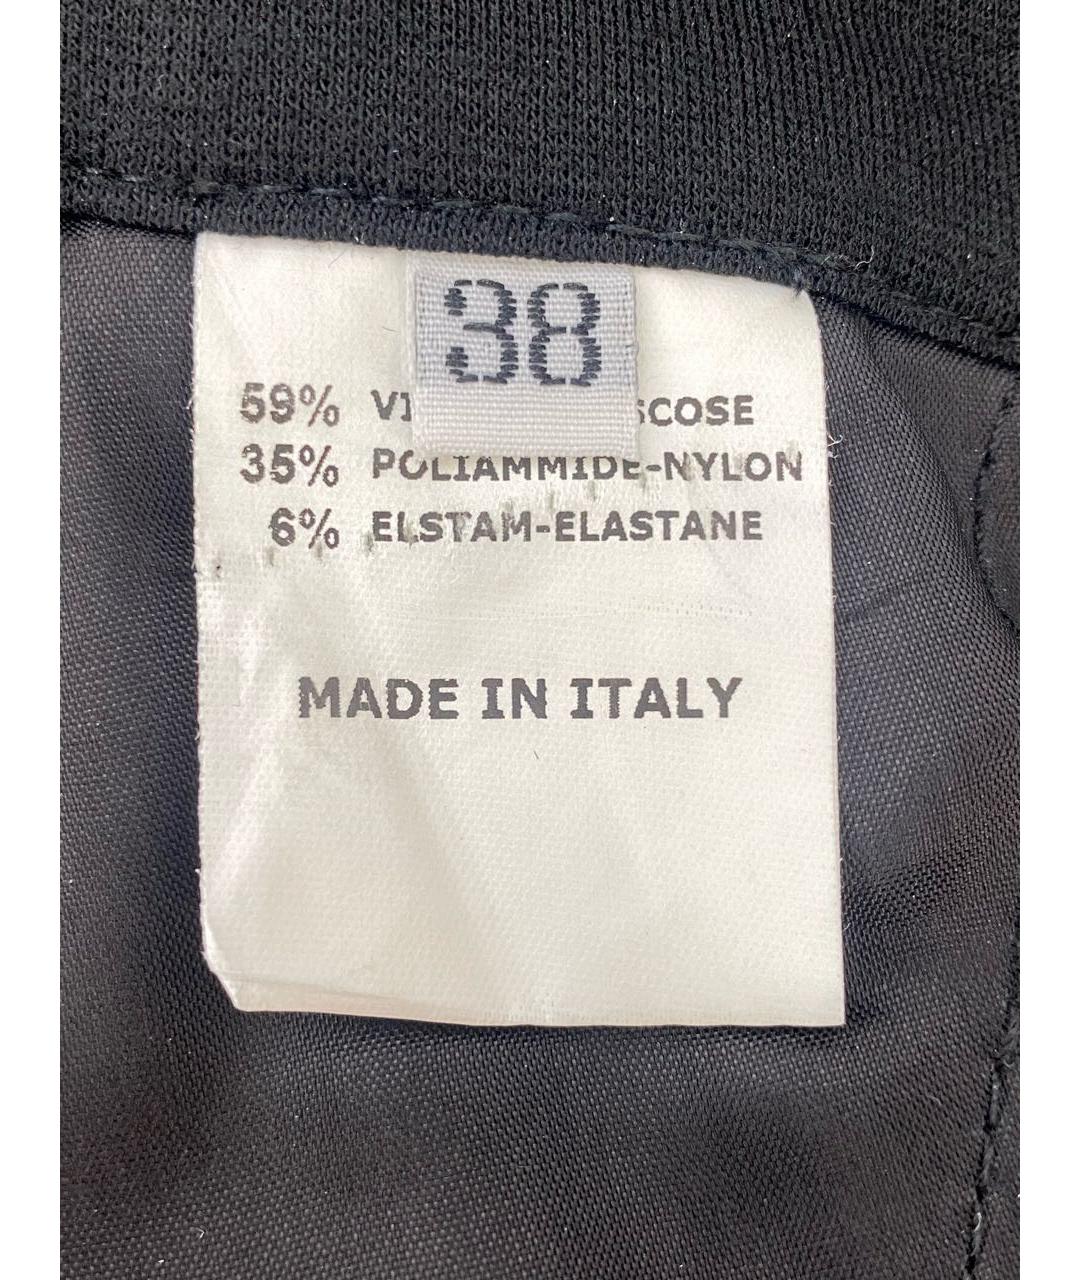 38
59% VI SCOSE
35% POLIAMMIDE-NYLON
6% ELSTAM-ELASTANE
MADE IN ITALY